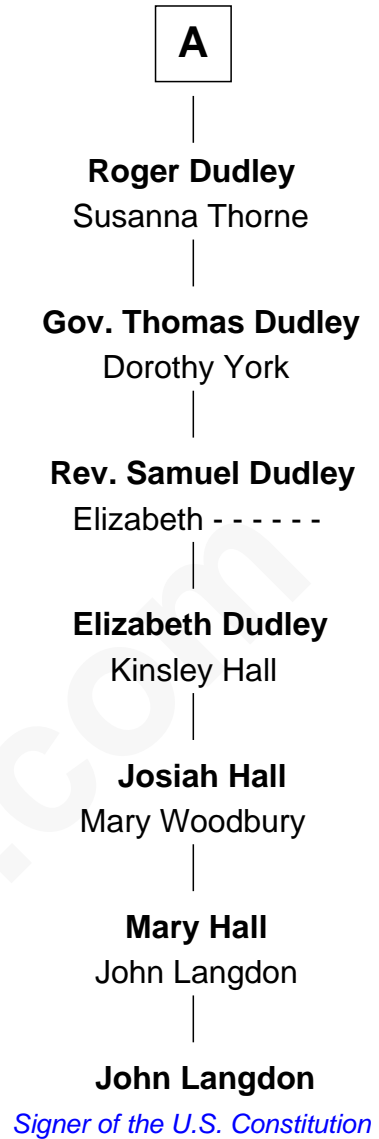 A
Roger Dudley
Susanna Thorne
Gov. Thomas Dudley
Dorothy York
Rev. Samuel Dudley
Elizabeth - - - - - -
Elizabeth Dudley
Kinsley Hall
Josiah Hall
Mary Woodbury
Mary Hall
John Langdon
John Langdon
Signer of the U.S. Constitution
.com